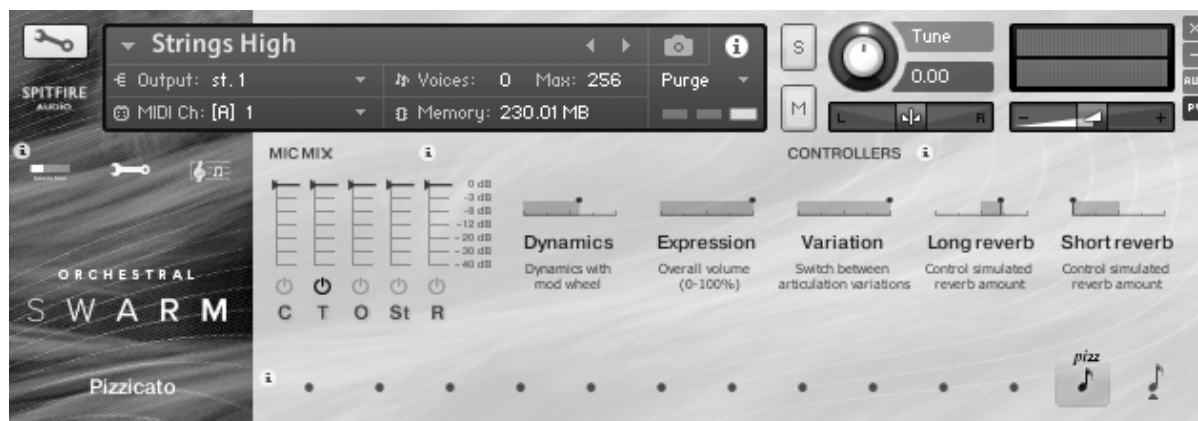 Strings High
S
Tune
Output: st.1
Voices: 0 Max: 256
Purge
0.00
SPITFIRE
AUDIO
MIDI Ch: [A] 1
Memory: 230.01 MB
M
L
R
-
+
MIC MIX
CONTROLLERS
0 dB
-3 dB
-12 dB
-20 dB
-30 dB
-40 dB
Dynamics
Expression
Variation
Long reverb
Short reverb
Dynamics with
mod wheel
Overall volume
(0-100%)
Switch between
articulation variations
Control simulated
reverb amount
Control simulated
reverb amount
ORCHESTRAL
SWARM
C T O St R
Pizzicato
pizz